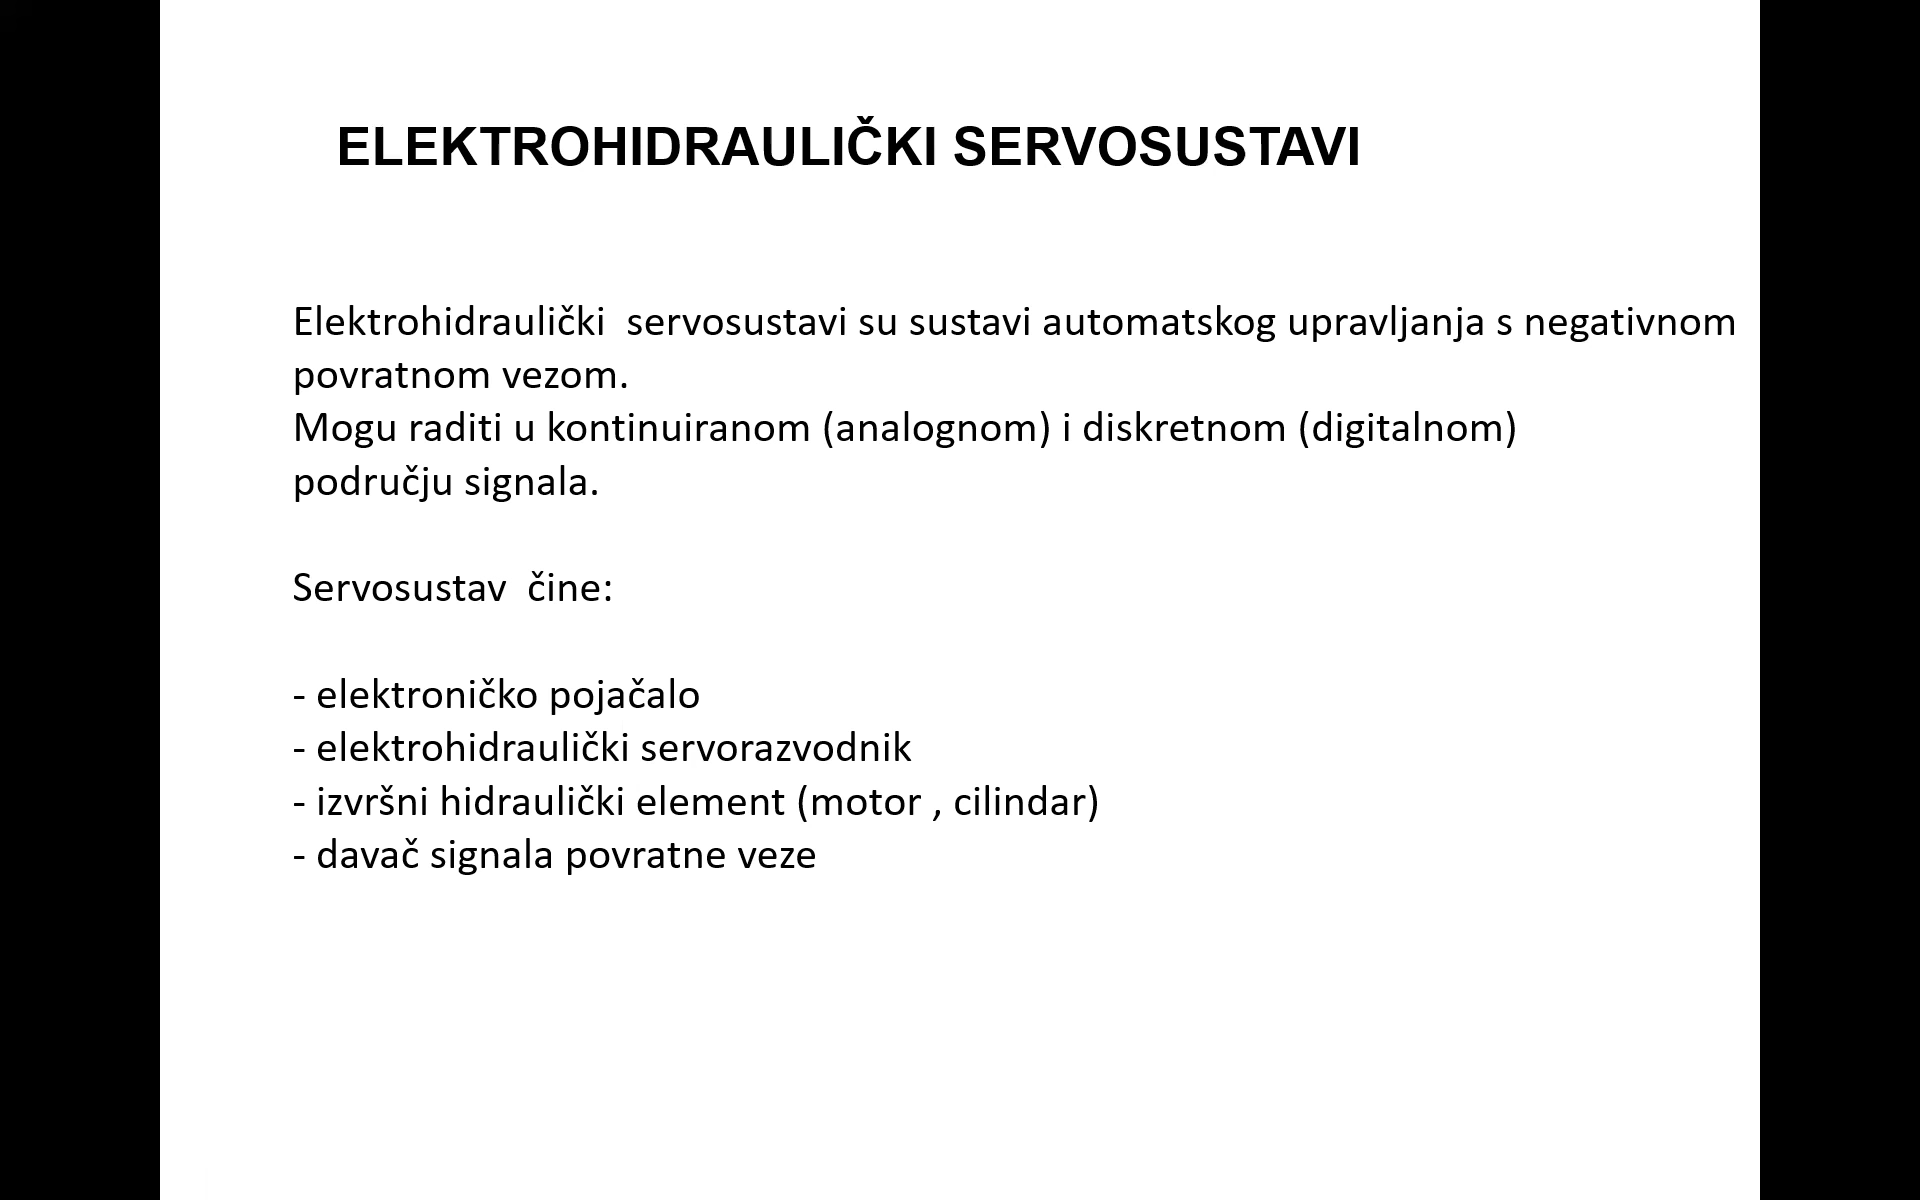 ELEKTROHIDRAULIČKI SERVOSUSTAVI
Elektrohidraulički  servosustavi su sustavi automatskog upravljanja s negativnom
povratnom vezom.
Mogu raditi u kontinuiranom (analognom) i diskretnom (digitalnom)
području signala.
Servosustav  čine:
- elektroničko pojačalo
- elektrohidraulički servorazvodnik
- izvršni hidraulički element (motor , cilindar)
- davač signala povratne veze